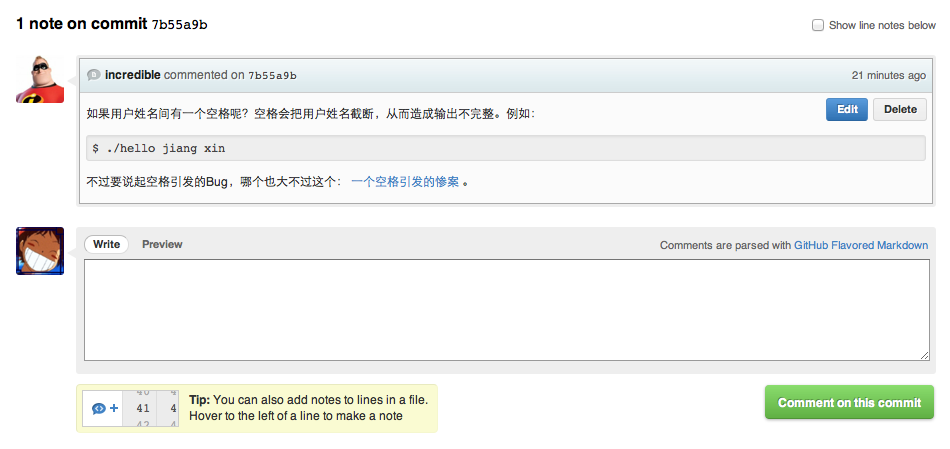 1 note on commit 7b55a9b
Show line notes below
incredible commented on 7b55a9b
21 minutes ago
如果用户姓名间有一个空格呢？空格会把用户姓名截断，从而造成输出不完整。例如：
Edit
Delete
$ ./hello jiang xin
不过要说起空格引发的Bug，哪个也大不过这个： 一个空格引发的惨案 。
Write
Preview
Comments are parsed with GitHub Flavored Markdown
40 4
41 4
42 4
Tip: You can also add notes to lines in a file.
Hover to the left of a line to make a note
Comment on this commit